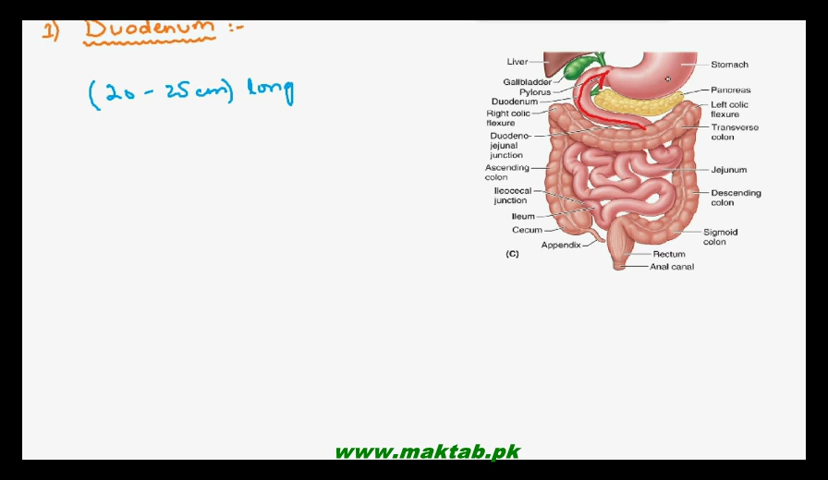 1) Duodenum :-
(20 - 25 cm) long
Liver
Gallbladder
Pylorus
Duodenum
Right colic
flexure
Duodeno-
jejunal
junction
Ascending
colon
Ileocecal
junction
Ileum
Cecum
Appendix
(C)
Stomach
Pancreas
Left colic
flexure
Transverse
colon
Jejunum
Descending
colon
Sigmoid
colon
Rectum
Anal canal
www.maktab.pk